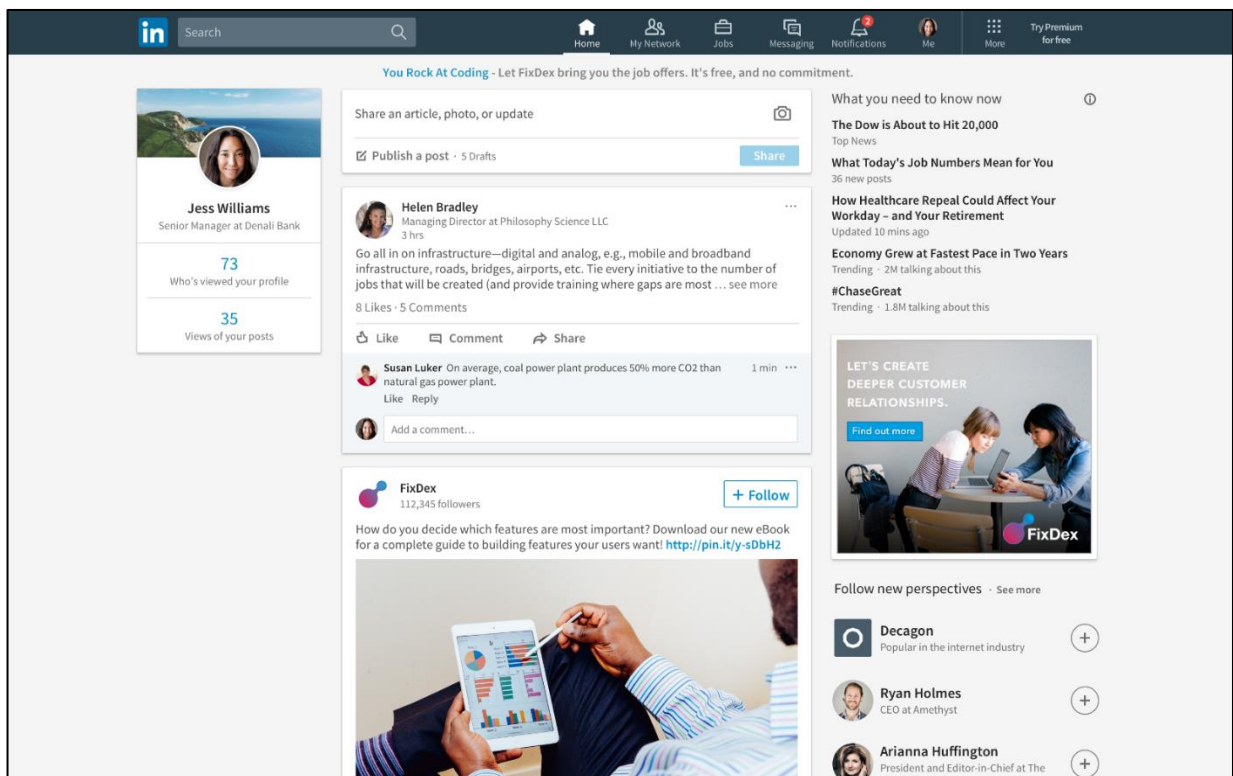 in
Search
Home
My Network
Jobs
Messaging
2
Notifications
Me
More
Try Premium
for free
You Rock At Coding - Let FixDex bring you the job offers. It's free, and no commitment.
Jess Williams
Senior Manager at Denali Bank
73
Who's viewed your profile
35
Views of your posts
Share an article, photo, or update
Publish a post · 5 Drafts
Share
Helen Bradley
Managing Director at Philosophy Science LLC
3 hrs
Go all in on infrastructure—digital and analog, e.g., mobile and broadband
infrastructure, roads, bridges, airports, etc. Tie every initiative to the number of
jobs that will be created (and provide training where gaps are most ... see more
8 Likes · 5 Comments
Like Comment Share
Susan Luker On average, coal power plant produces 50% more CO2 than
natural gas power plant.
1 min
Like Reply
Add a comment...
FixDex
112,345 followers
+ Follow
How do you decide which features are most important? Download our new eBook
for a complete guide to building features your users want! http://pin.it/y-sDbH2
What you need to know now
The Dow is About to Hit 20,000
Top News
What Today's Job Numbers Mean for You
36 new posts
How Healthcare Repeal Could Affect Your
Workday – and Your Retirement
Updated 10 mins ago
Economy Grew at Fastest Pace in Two Years
Trending · 2M talking about this
#ChaseGreat
Trending · 1.8M talking about this
LET'S CREATE
DEEPER CUSTOMER
RELATIONSHIPS.
Find out more
FixDex
Follow new perspectives · See more
Decagon
Popular in the internet industry
Ryan Holmes
CEO at Amethyst
Arianna Huffington
President and Editor-in-Chief at The